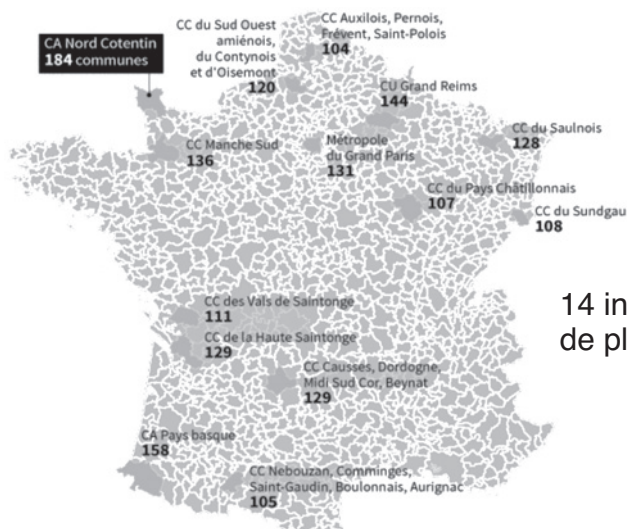 CC Auxilois, Pernois,
Frévent, Saint-Polois
104
CC du Sud Ouest
amiénois,
du Contynois
et d'Oisemont
120
CA Nord Cotentin
184 communes
CU Grand Reims
144
CC Manche Sud
136
Métropole
du Grand Paris
131
CC du Saulnois
128
CC du Pays Châtillonnais
107
CC du Sundgau
108
CC des Vals de Saintonge
111
CC de la Haute Saintonge
129
14 in
de pl
CC Causses, Dordogne,
Midi Sud Cor, Beynat
129
CA Pays basque
158
CC Nebouzan, Comminges,
Saint-Gaudin, Boulonnais, Aurignac
105